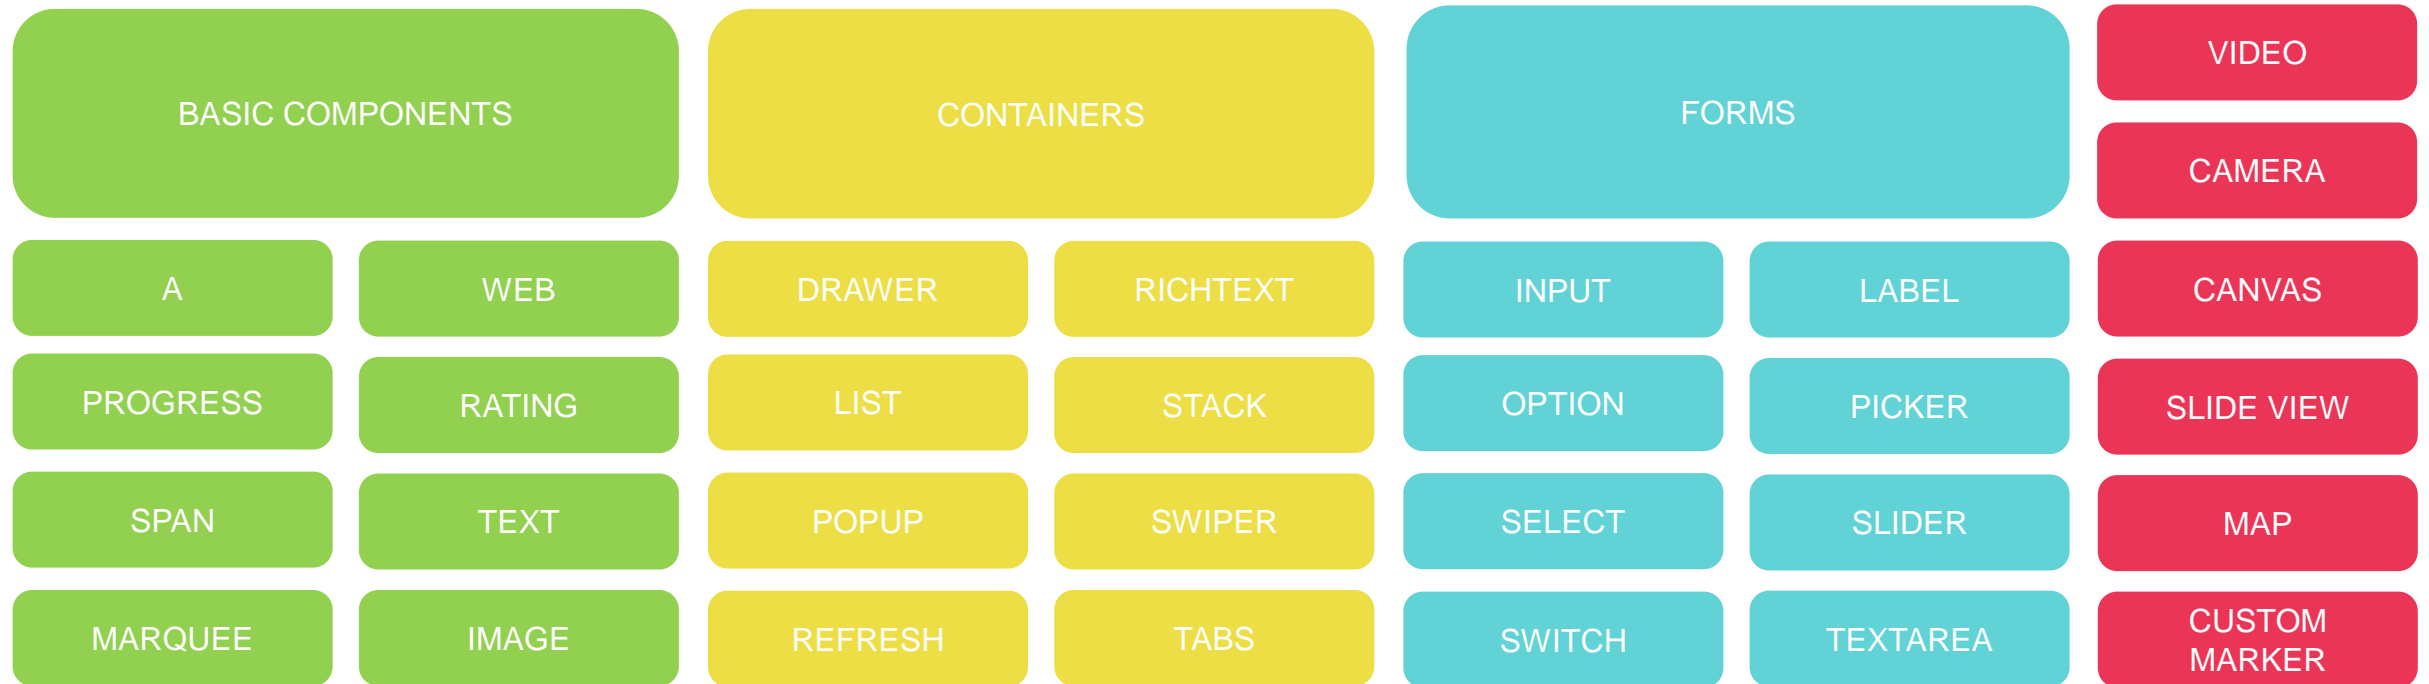 BASIC COMPONENTS
CONTAINERS
FORMS
VIDEO
CAMERA
A
WEB
DRAWER
RICHTEXT
INPUT
LABEL
CANVAS
PROGRESS
RATING
LIST
STACK
OPTION
PICKER
SLIDE VIEW
SPAN
TEXT
POPUP
SWIPER
SELECT
SLIDER
MAP
MARQUEE
IMAGE
REFRESH
TABS
SWITCH
TEXTAREA
CUSTOM
MARKER